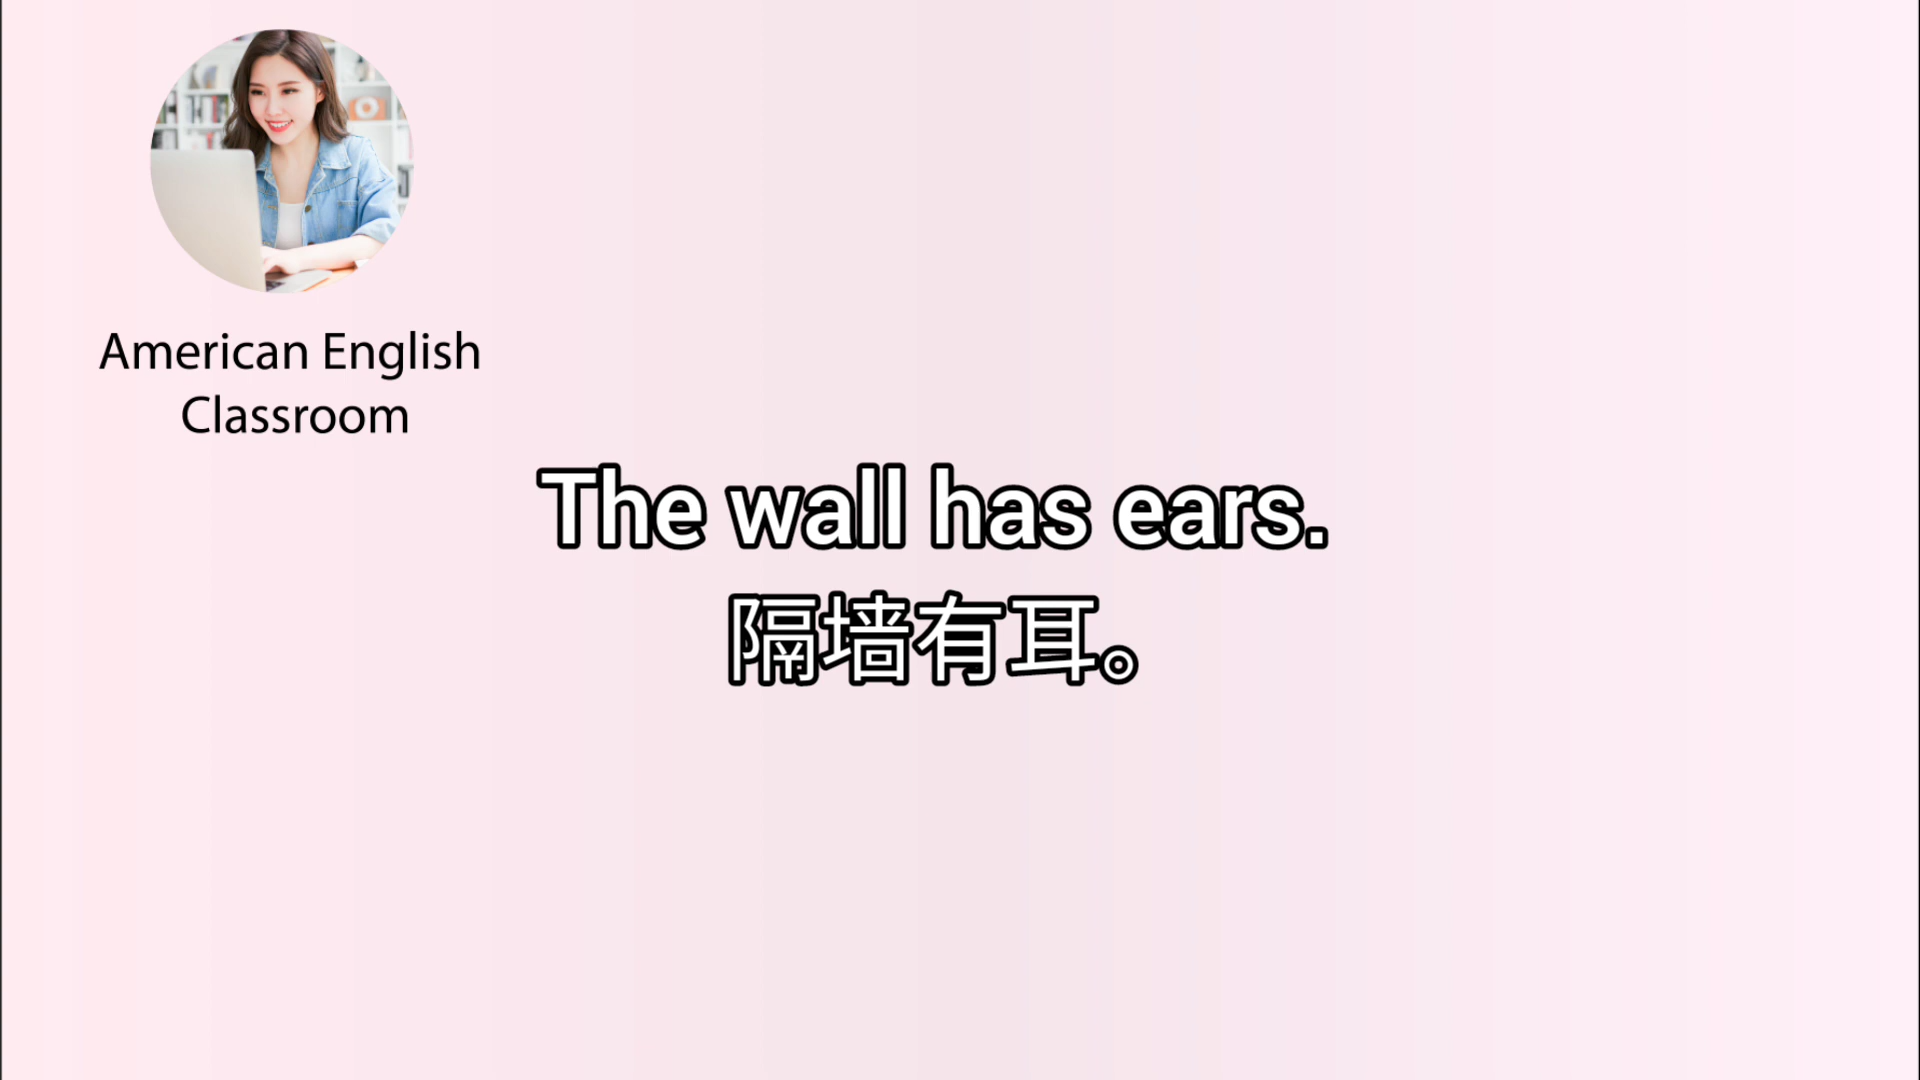 American English
Classroom
The wall has ears.
隔墙有耳。